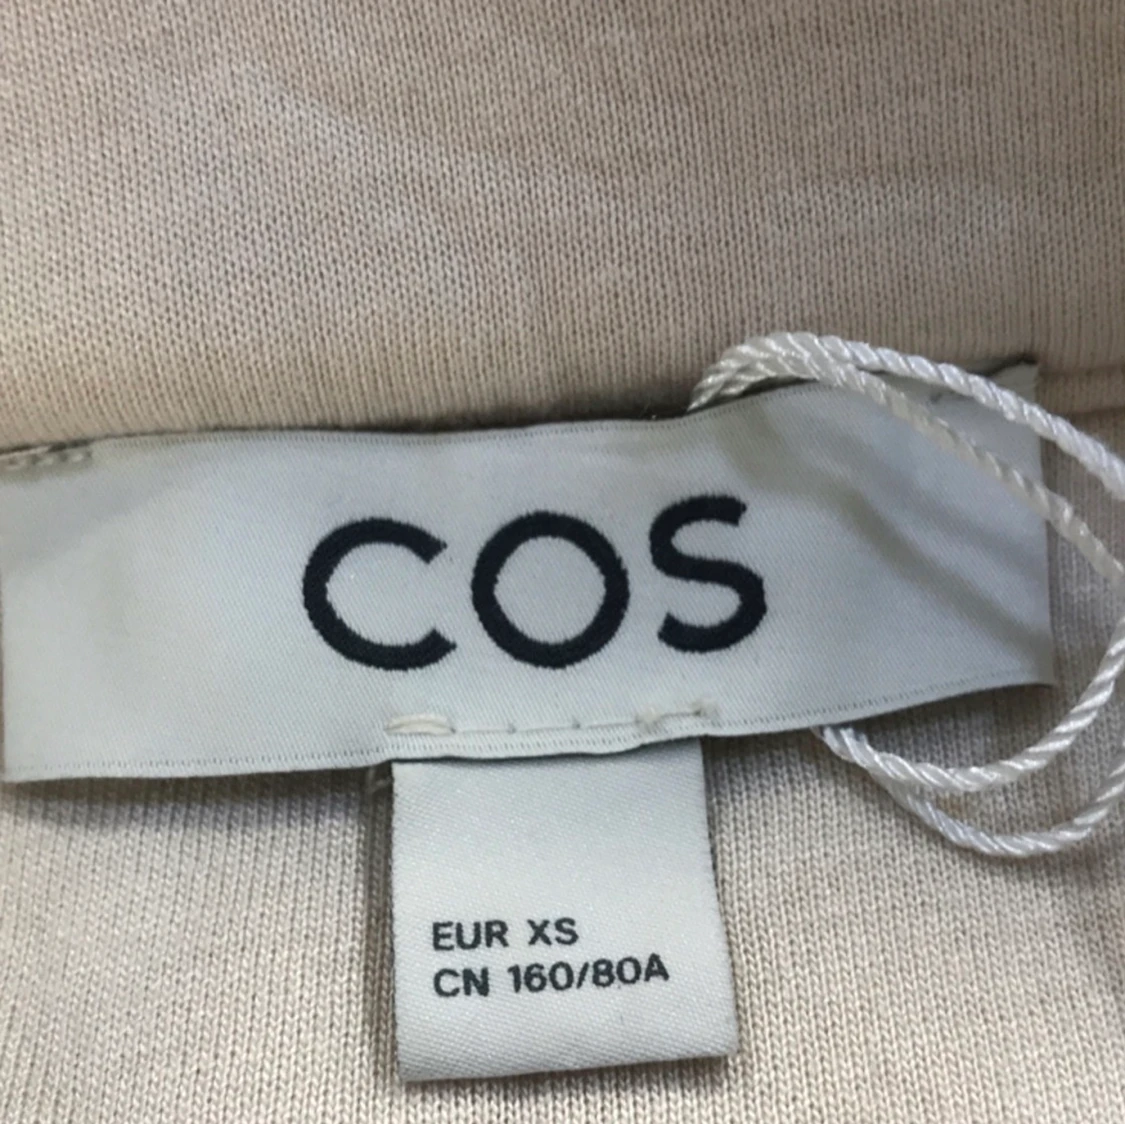 COS
EUR XS
CN 160/80A